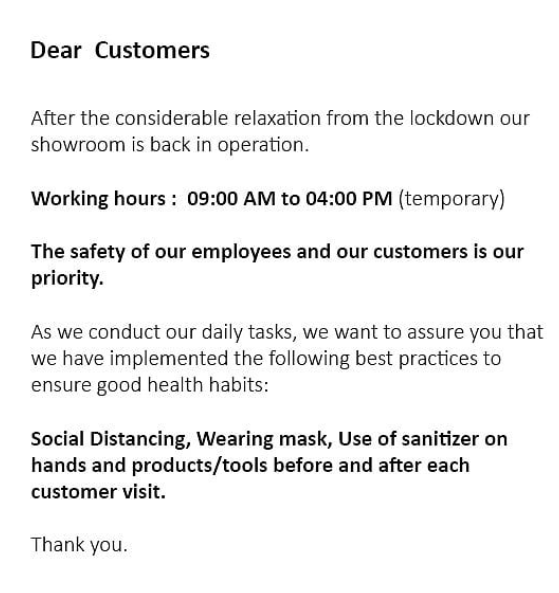 Dear Customers
After the considerable relaxation from the lockdown our
showroom is back in operation.
Working hours : 09:00 AM to 04:00 PM (temporary)
The safety of our employees and our customers is our
priority.
As we conduct our daily tasks, we want to assure you that
we have implemented the following best practices to
ensure good health habits:
Social Distancing, Wearing mask, Use of sanitizer on
hands and products/tools before and after each
customer visit.
Thank you.